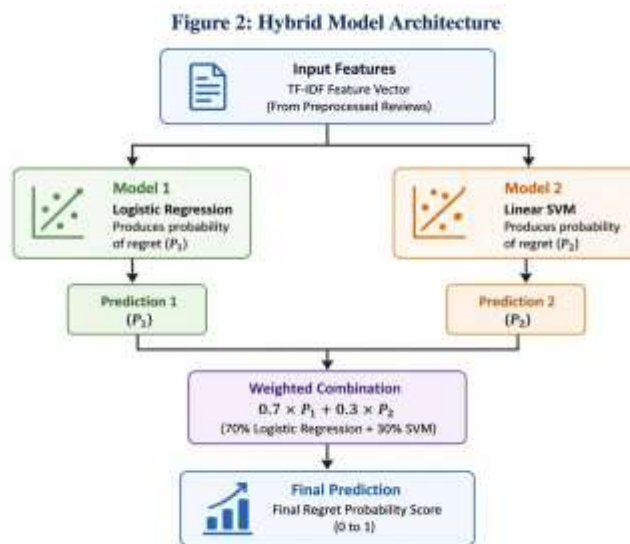 Figure 2: Hybrid Model Architecture
Input Features
TF-IDF Feature Vector
(From Preprocessed Reviews)
Model 1
Logistic Regression
Produces probability
of regret (P₁)
Model 2
Linear SVM
Produces probability
of regret (P₂)
Prediction 1
(P₁)
Prediction 2
(P₂)
Weighted Combination
0.7 × P₁ + 0.3 × P₂
(70% Logistic Regression + 30% SVM)
Final Prediction
Final Regret Probability Score
(0 to 1)